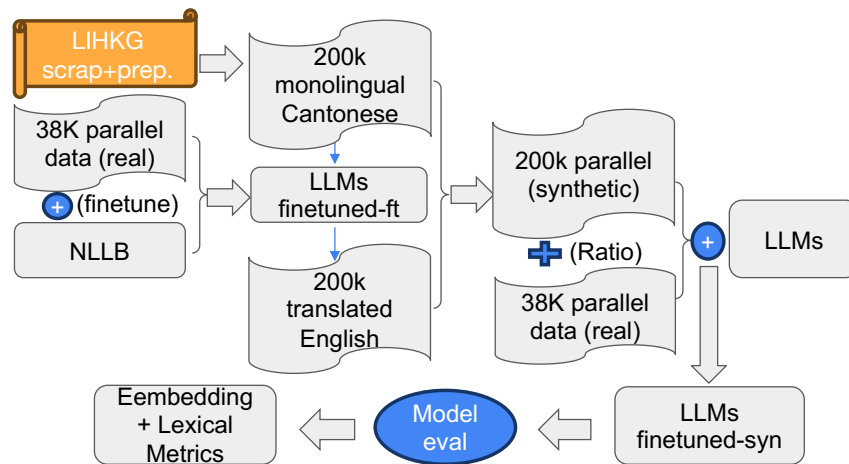 LIHKG
scrap+prep.
200k
monolingual
Cantonese
38K parallel
data (real)
+ (finetune)
NLLB
LLMs
finetuned-ft
200k
translated
English
200k parallel
(synthetic)
(Ratio)
38K parallel
data (real)
+
LLMs
LLMs
finetuned-syn
Model
eval
Eembedding
+ Lexical
Metrics